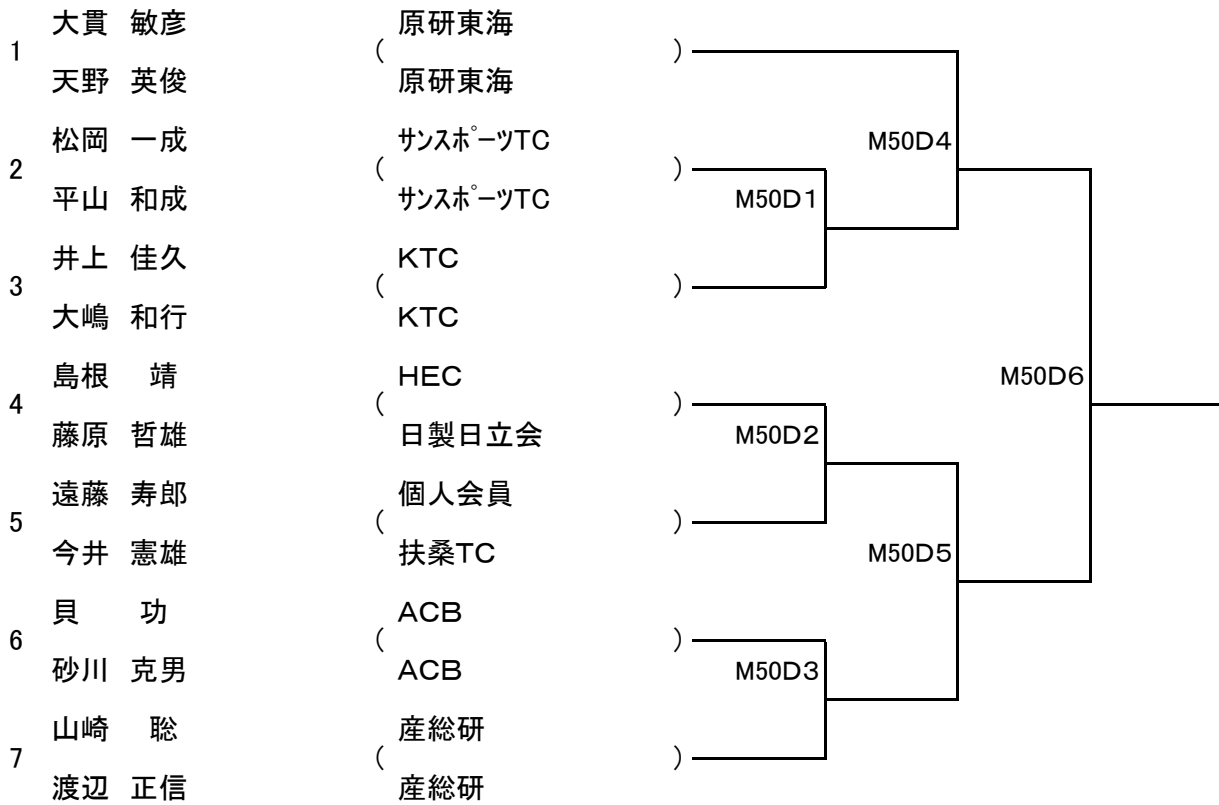 大貫 敏彦 原研東海
1 ( )
天野 英俊 原研東海
松岡 一成 サンスポーツTC M50D4
2 ( )
平山 和成 サンスポーツTC M50D1
井上 佳久 KTC
3 ( )
大嶋 和行 KTC
島根 靖 HEC M50D6
4 ( )
藤原 哲雄 日製日立会 M50D2
遠藤 寿郎 個人会員
5 ( )
今井 憲雄 扶桑TC M50D5
貝 功 ACB
6 ( )
砂川 克男 ACB M50D3
山崎 聡 産総研
7 ( )
渡辺 正信 産総研